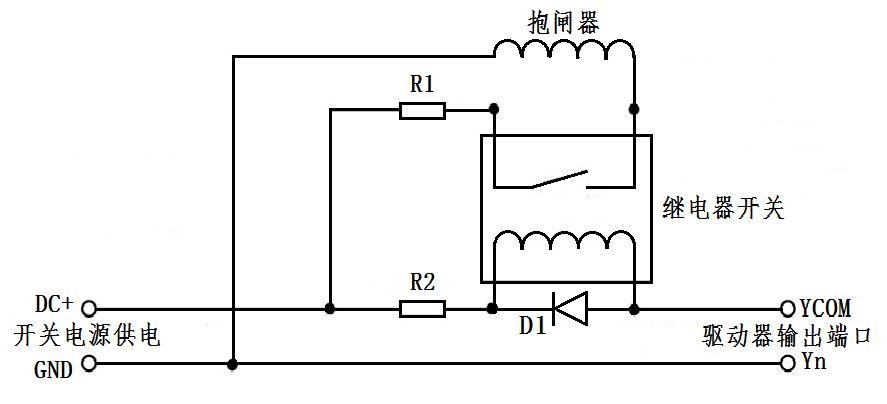 抱闸器
R1
继电器开关
R2
DC+
D1
YCOM
开关电源供电
驱动器输出端口
GND
Yn